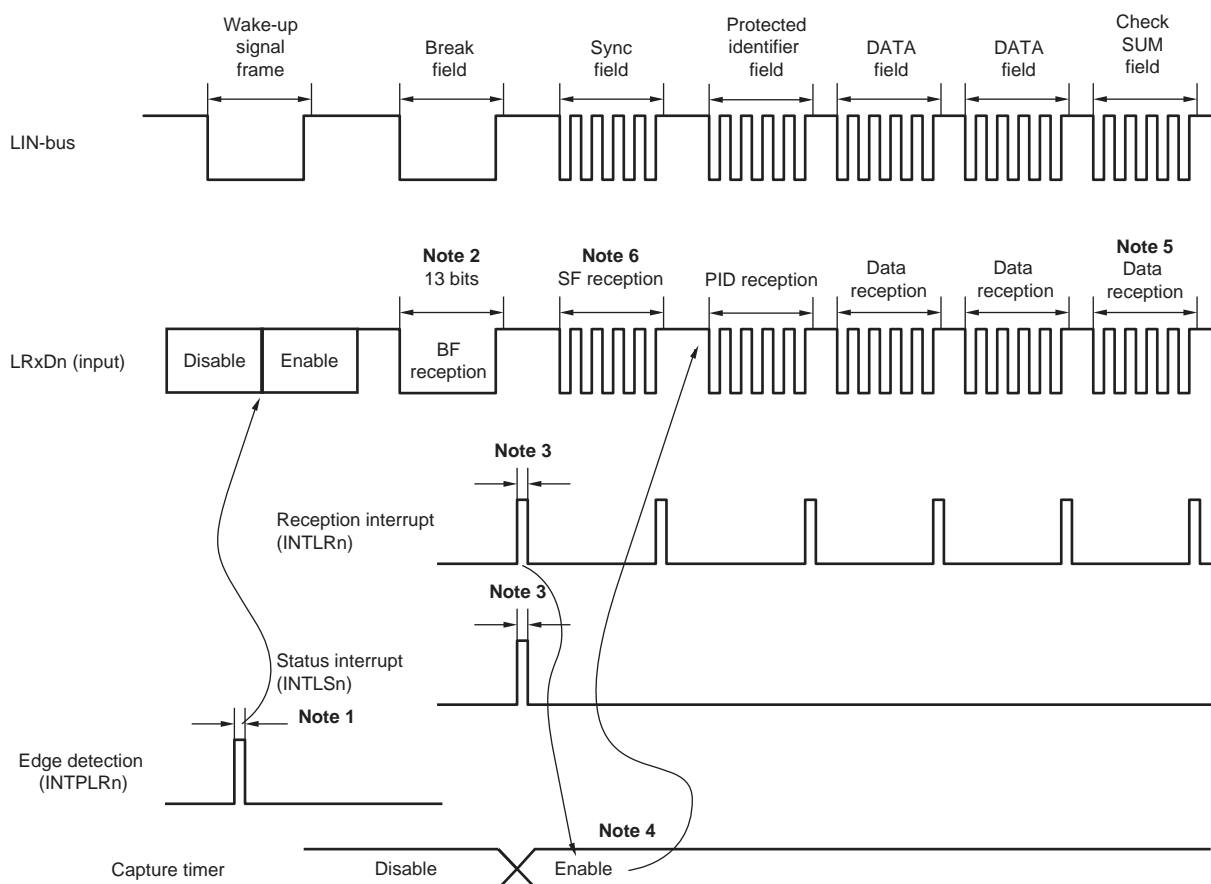 Wake-up
signal
frame
Break
field
Sync
field
Protected
identifier
field
DATA
field
DATA
field
Check
SUM
field
LIN-bus
Note 2
13 bits
Note 6
SF reception
PID reception
Data
reception
Data
reception
Note 5
Data
reception
LRxDn (input)
Disable
Enable
BF
reception
Note 3
Reception interrupt
(INTLRn)
Note 3
Status interrupt
(INTLSn)
Note 1
Edge detection
(INTPLRn)
Note 4
Capture timer
Disable
Enable